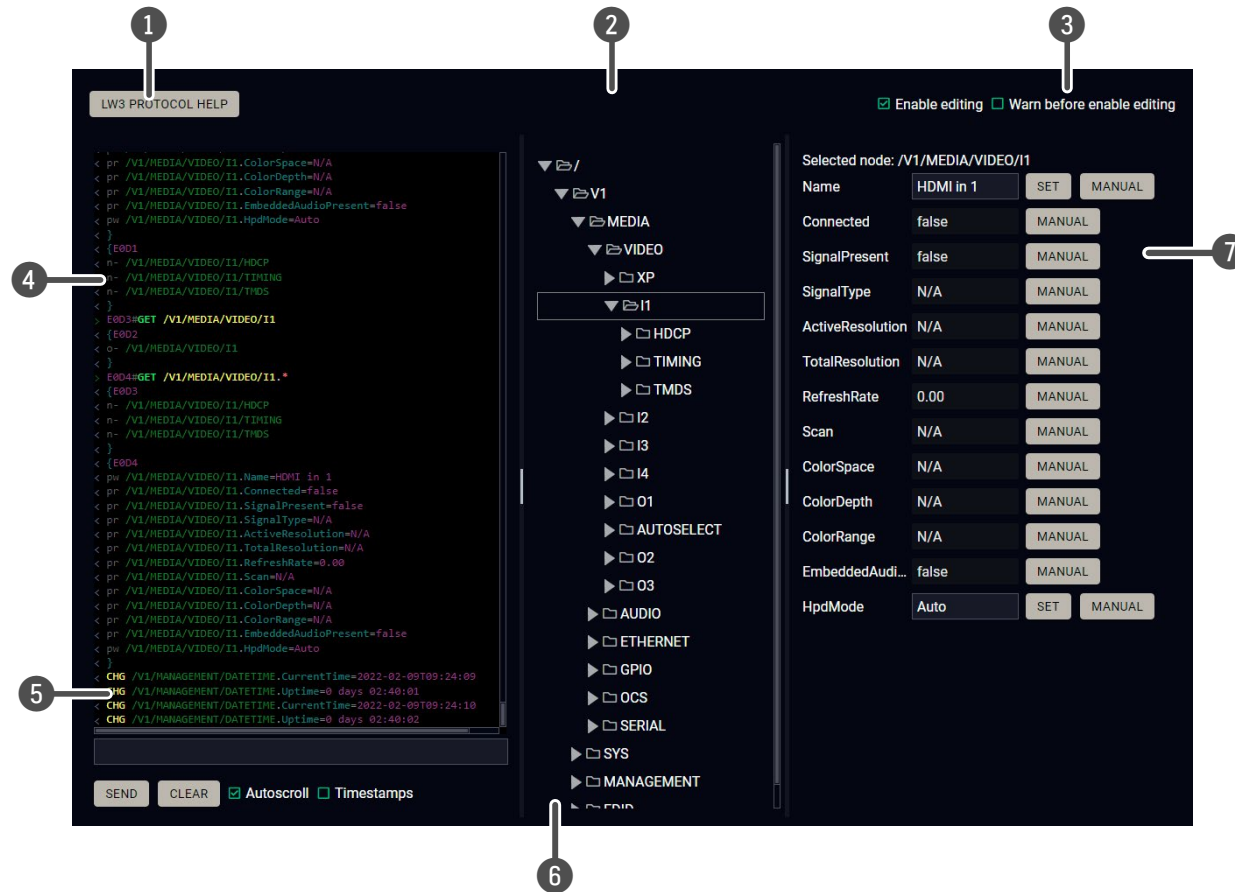 1
2
3
LW3 PROTOCOL HELP
Enable editing
Warn before enable editing
4
< pr /V1/MEDIA/VIDEO/I1.ColorSpace=N/A
< pr /V1/MEDIA/VIDEO/I1.ColorDepth=N/A
< pr /V1/MEDIA/VIDEO/I1.ColorRange=N/A
< pr /V1/MEDIA/VIDEO/I1.EmbeddedAudioPresent=false
< pw /V1/MEDIA/VIDEO/I1.HpdMode=Auto
< }
< {E0D1
< n- /V1/MEDIA/VIDEO/I1/HDCP
< n- /V1/MEDIA/VIDEO/I1/TIMING
< n- /V1/MEDIA/VIDEO/I1/TMDS
< }
> E0D3#GET /V1/MEDIA/VIDEO/I1
< {E0D2
< o- /V1/MEDIA/VIDEO/I1
< }
> E0D4#GET /V1/MEDIA/VIDEO/I1.*
< {E0D3
< n- /V1/MEDIA/VIDEO/I1/HDCP
< n- /V1/MEDIA/VIDEO/I1/TIMING
< n- /V1/MEDIA/VIDEO/I1/TMDS
< }
< {E0D4
< pw /V1/MEDIA/VIDEO/I1.Name=HDMI in 1
< pr /V1/MEDIA/VIDEO/I1.Connected=false
< pr /V1/MEDIA/VIDEO/I1.SignalPresent=false
< pr /V1/MEDIA/VIDEO/I1.SignalType=N/A
< pr /V1/MEDIA/VIDEO/I1.ActiveResolution=N/A
< pr /V1/MEDIA/VIDEO/I1.TotalResolution=N/A
< pr /V1/MEDIA/VIDEO/I1.RefreshRate=0.00
< pr /V1/MEDIA/VIDEO/I1.Scan=N/A
< pr /V1/MEDIA/VIDEO/I1.ColorSpace=N/A
< pr /V1/MEDIA/VIDEO/I1.ColorDepth=N/A
< pr /V1/MEDIA/VIDEO/I1.ColorRange=N/A
< pr /V1/MEDIA/VIDEO/I1.EmbeddedAudioPresent=false
< pw /V1/MEDIA/VIDEO/I1.HpdMode=Auto
< }
5
< CHG /V1/MANAGEMENT/DATETIME.CurrentTime=2022-02-09T09:24:09
< CHG /V1/MANAGEMENT/DATETIME.Uptime=0 days 02:40:01
< CHG /V1/MANAGEMENT/DATETIME.CurrentTime=2022-02-09T09:24:10
< CHG /V1/MANAGEMENT/DATETIME.Uptime=0 days 02:40:02
SEND
CLEAR
Autoscroll
Timestamps
/
V1
MEDIA
VIDEO
XP
I1
HDCP
TIMING
TMDS
I2
I3
I4
O1
AUTOSELECT
O2
O3
AUDIO
ETHERNET
GPIO
OCS
SERIAL
SYS
MANAGEMENT
EDID
6
Selected node: /V1/MEDIA/VIDEO/I1
Name HDMI in 1 SET MANUAL
Connected false MANUAL
SignalPresent false MANUAL
7
SignalType N/A MANUAL
ActiveResolution N/A MANUAL
TotalResolution N/A MANUAL
RefreshRate 0.00 MANUAL
Scan N/A MANUAL
ColorSpace N/A MANUAL
ColorDepth N/A MANUAL
ColorRange N/A MANUAL
EmbeddedAudi... false MANUAL
HpdMode Auto SET MANUAL